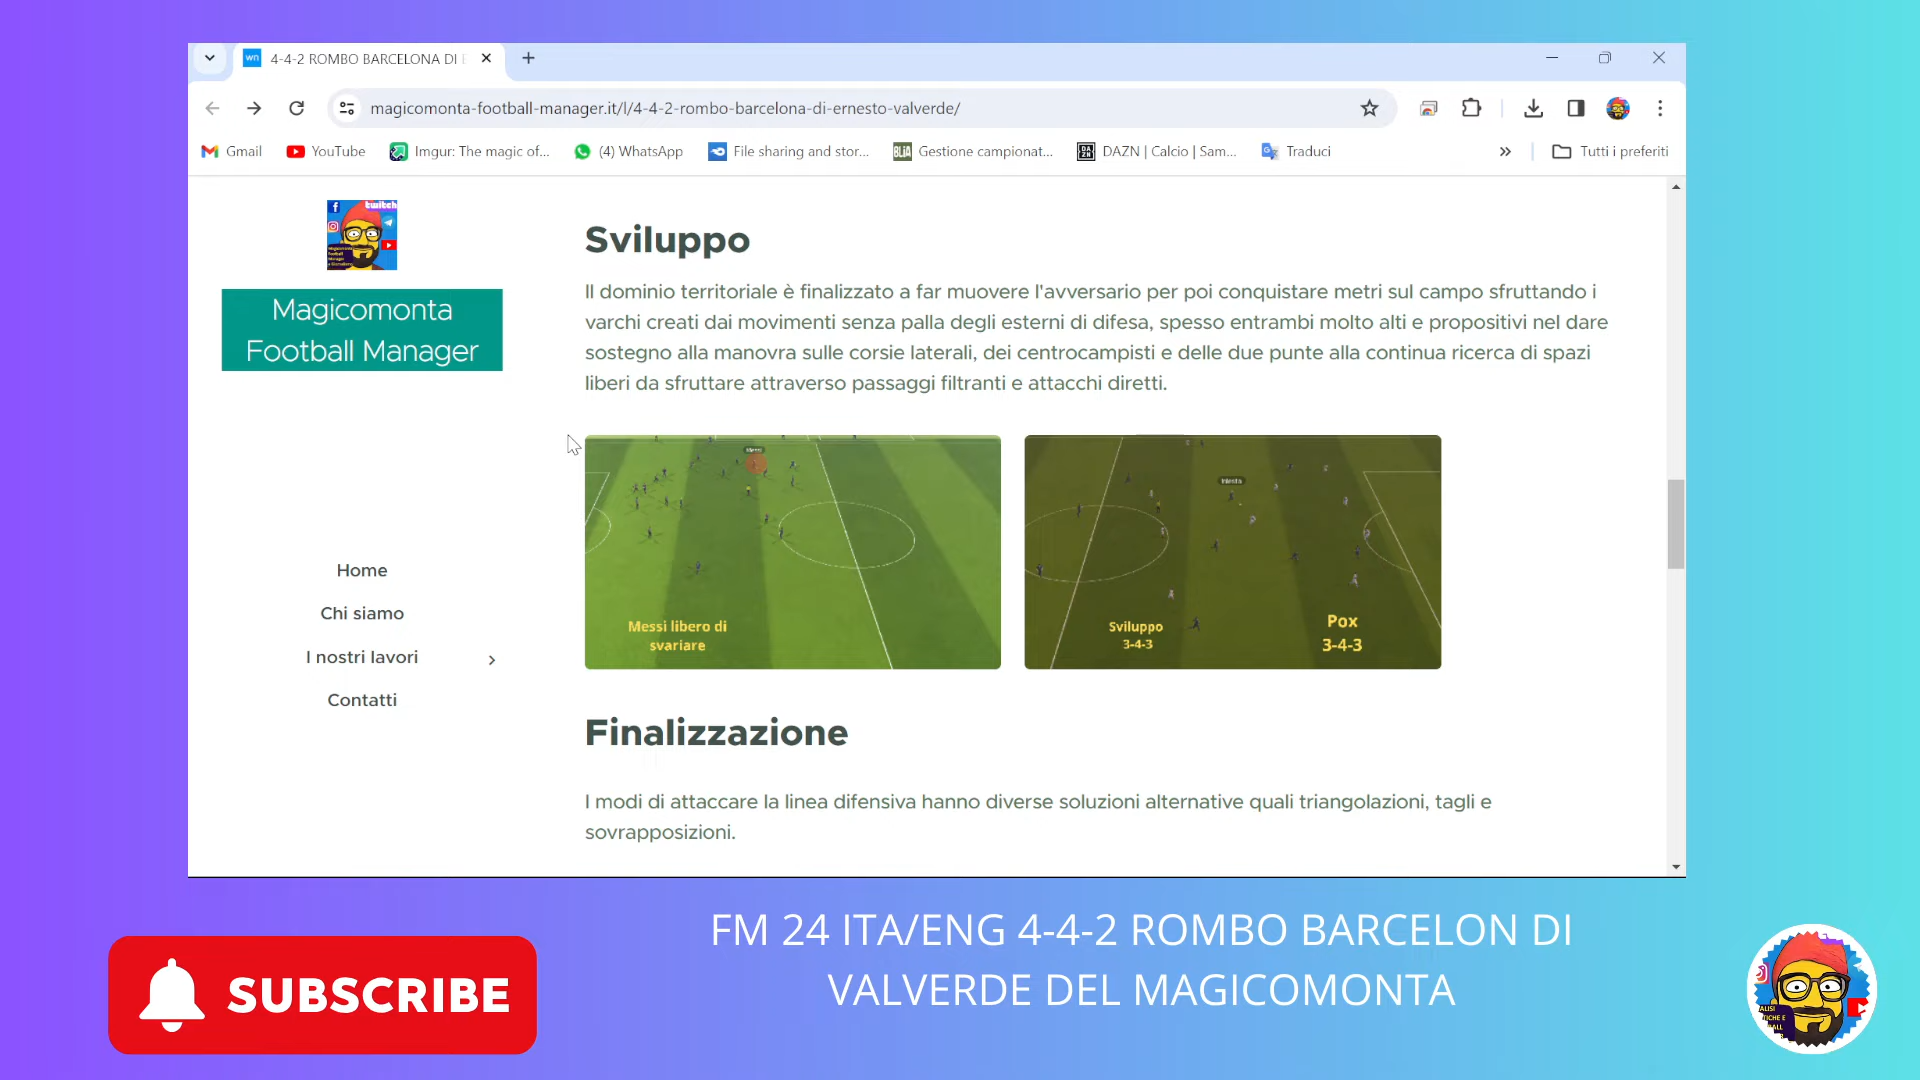 4-4-2 ROMBO BARCELONA DI
magicomonta-football-manager.it/l/4-4-2-rombo-barcelona-di-ernesto-valverde/
Gmail
YouTube
Imgur: The magic of...
(4) WhatsApp
File sharing and stor...
Gestione campionat...
DAZN | Calcio | Sam...
Traduci
Tutti i preferiti
twitch
Magicomonta
Football Manager
Home
Chi siamo
I nostri lavori
Contatti
Sviluppo
Il dominio territoriale è finalizzato a far muovere l'avversario per poi conquistare metri sul campo sfruttando i
varchi creati dai movimenti senza palla degli esterni di difesa, spesso entrambi molto alti e propositivi nel dare
sostegno alla manovra sulle corsie laterali, dei centrocampisti e delle due punte alla continua ricerca di spazi
liberi da sfruttare attraverso passaggi filtranti e attacchi diretti.
Messi libero di
svariare
Iniesta
Sviluppo
3-4-3
Pox
3-4-3
Finalizzazione
I modi di attaccare la linea difensiva hanno diverse soluzioni alternative quali triangolazioni, tagli e
sovrapposizioni.
SUBSCRIBE
FM 24 ITA/ENG 4-4-2 ROMBO BARCELON DI
VALVERDE DEL MAGICOMONTA